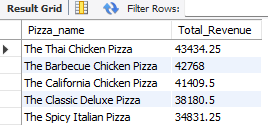 Result Grid Filter Rows:
Pizza_name Total_Revenue
The Thai Chicken Pizza 43434.25
The Barbecue Chicken Pizza 42768
The California Chicken Pizza 41409.5
The Classic Deluxe Pizza 38180.5
The Spicy Italian Pizza 34831.25